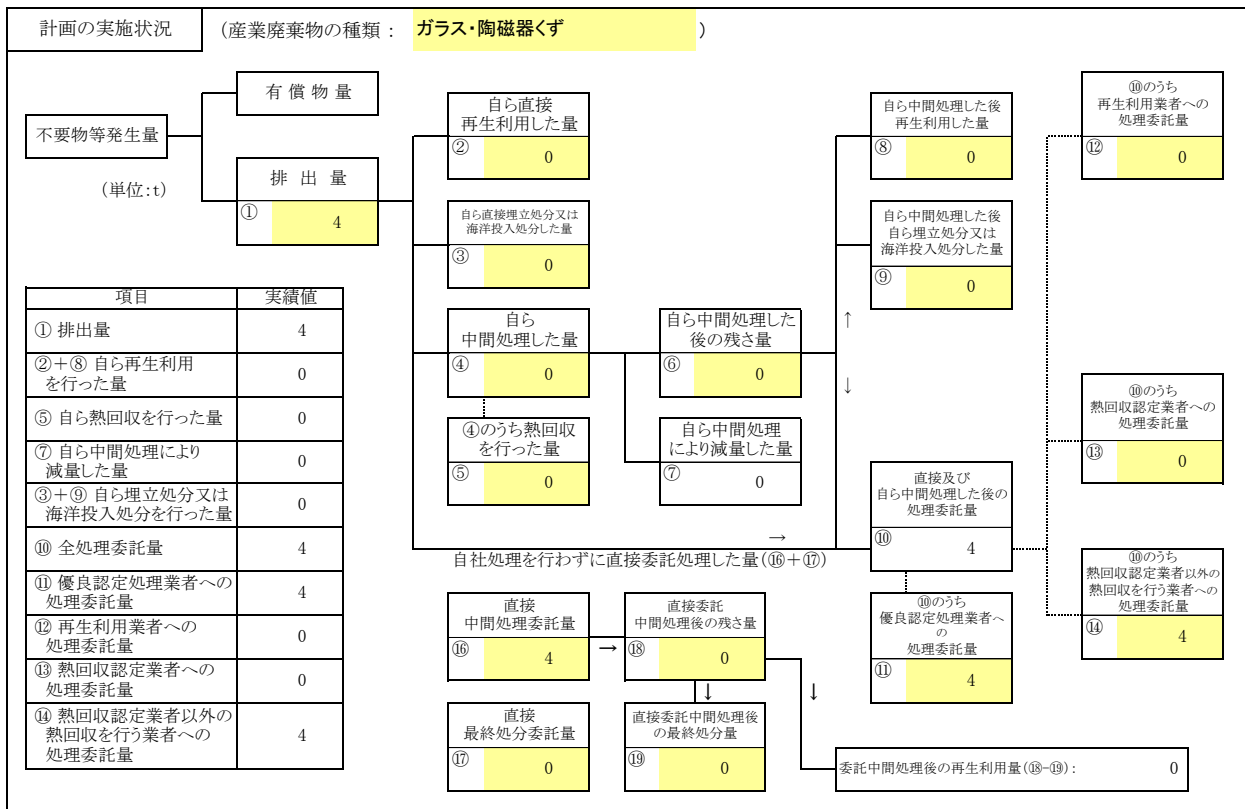 計画の実施状況
(産業廃棄物の種類： ガラス・陶磁器くず )
不要物等発生量
(単位:t)
有 償 物 量
排 出 量
① 4
自ら直接
再生利用した量
② 0
自ら直接埋立処分又は
海洋投入処分した量
③ 0
自ら
中間処理した量
④ 0
④のうち熱回収
を行った量
⑤ 0
自ら中間処理した
後の残さ量
⑥ 0
自ら中間処理
により減量した量
⑦ 0
自ら中間処理した後
再生利用した量
⑧ 0
自ら中間処理した後
自ら埋立処分又は
海洋投入処分した量
⑨ 0
↑
↓
直接及び
自ら中間処理した後の
処理委託量
⑩ 4
⑩のうち
優良認定処理業者へ
の
処理委託量
⑪ 4
⑩のうち
再生利用業者への
処理委託量
⑫ 0
⑩のうち
熱回収認定業者への
処理委託量
⑬ 0
⑩のうち
熱回収認定業者以外の
熱回収を行う業者への
処理委託量
⑭ 4
→
自社処理を行わずに直接委託処理した量(⑯+⑰)
直接
中間処理委託量
⑯ 4
→
直接委託
中間処理後の残さ量
⑱ 0
↓
↓
直接
最終処分委託量
⑰ 0
直接委託中間処理後
の最終処分量
⑲ 0
委託中間処理後の再生利用量(⑱-⑲)： 0
項目 実績値
① 排出量 4
②+⑧ 自ら再生利用
を行った量 0
⑤ 自ら熱回収を行った量 0
⑦ 自ら中間処理により
減量した量 0
③+⑨ 自ら埋立処分又は
海洋投入処分を行った量 0
⑩ 全処理委託量 4
⑪ 優良認定処理業者への
処理委託量 4
⑫ 再生利用業者への
処理委託量 0
⑬ 熱回収認定業者への
処理委託量 0
⑭ 熱回収認定業者以外の
熱回収を行う業者への
処理委託量 4